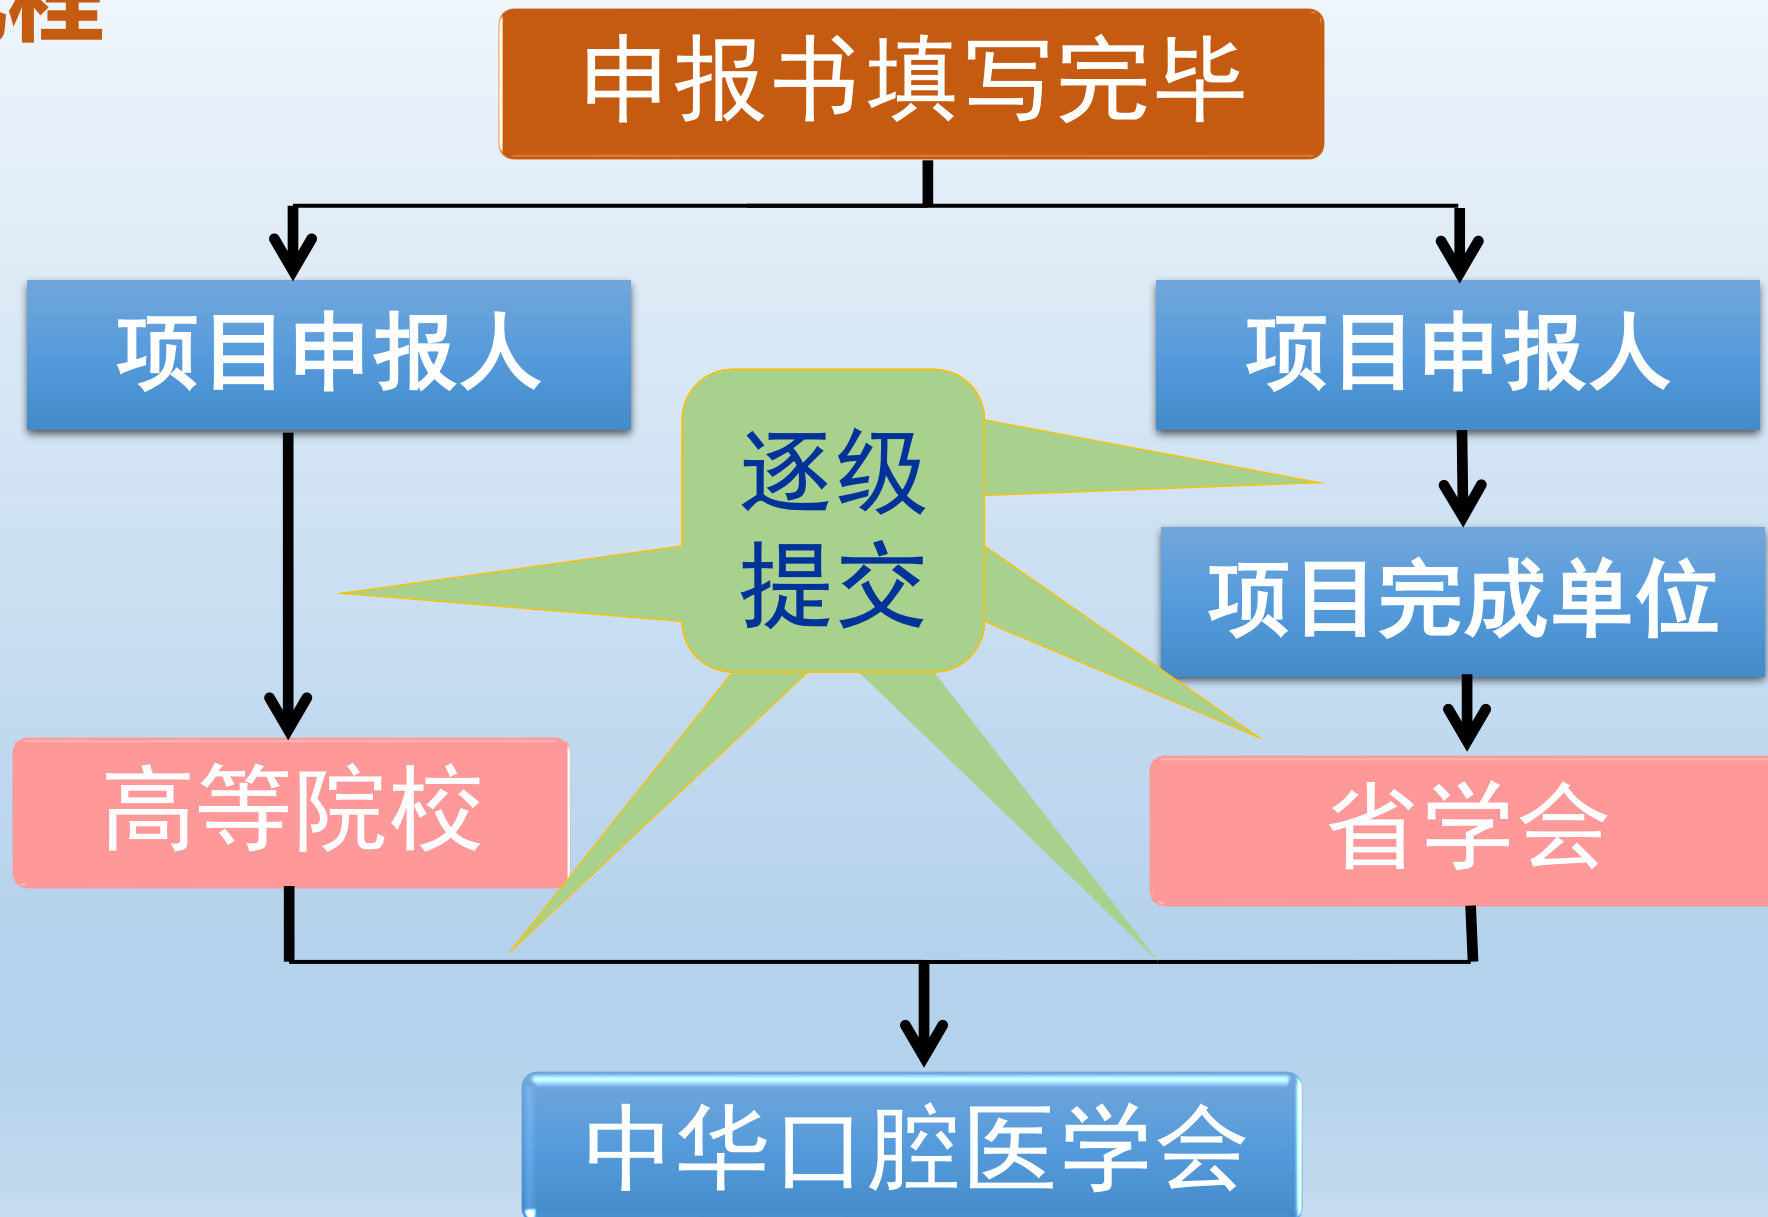 程
申报书填写完毕
项目申报人
项目申报人
逐级
提交
项目完成单位
高等院校
省学会
中华口腔医学会